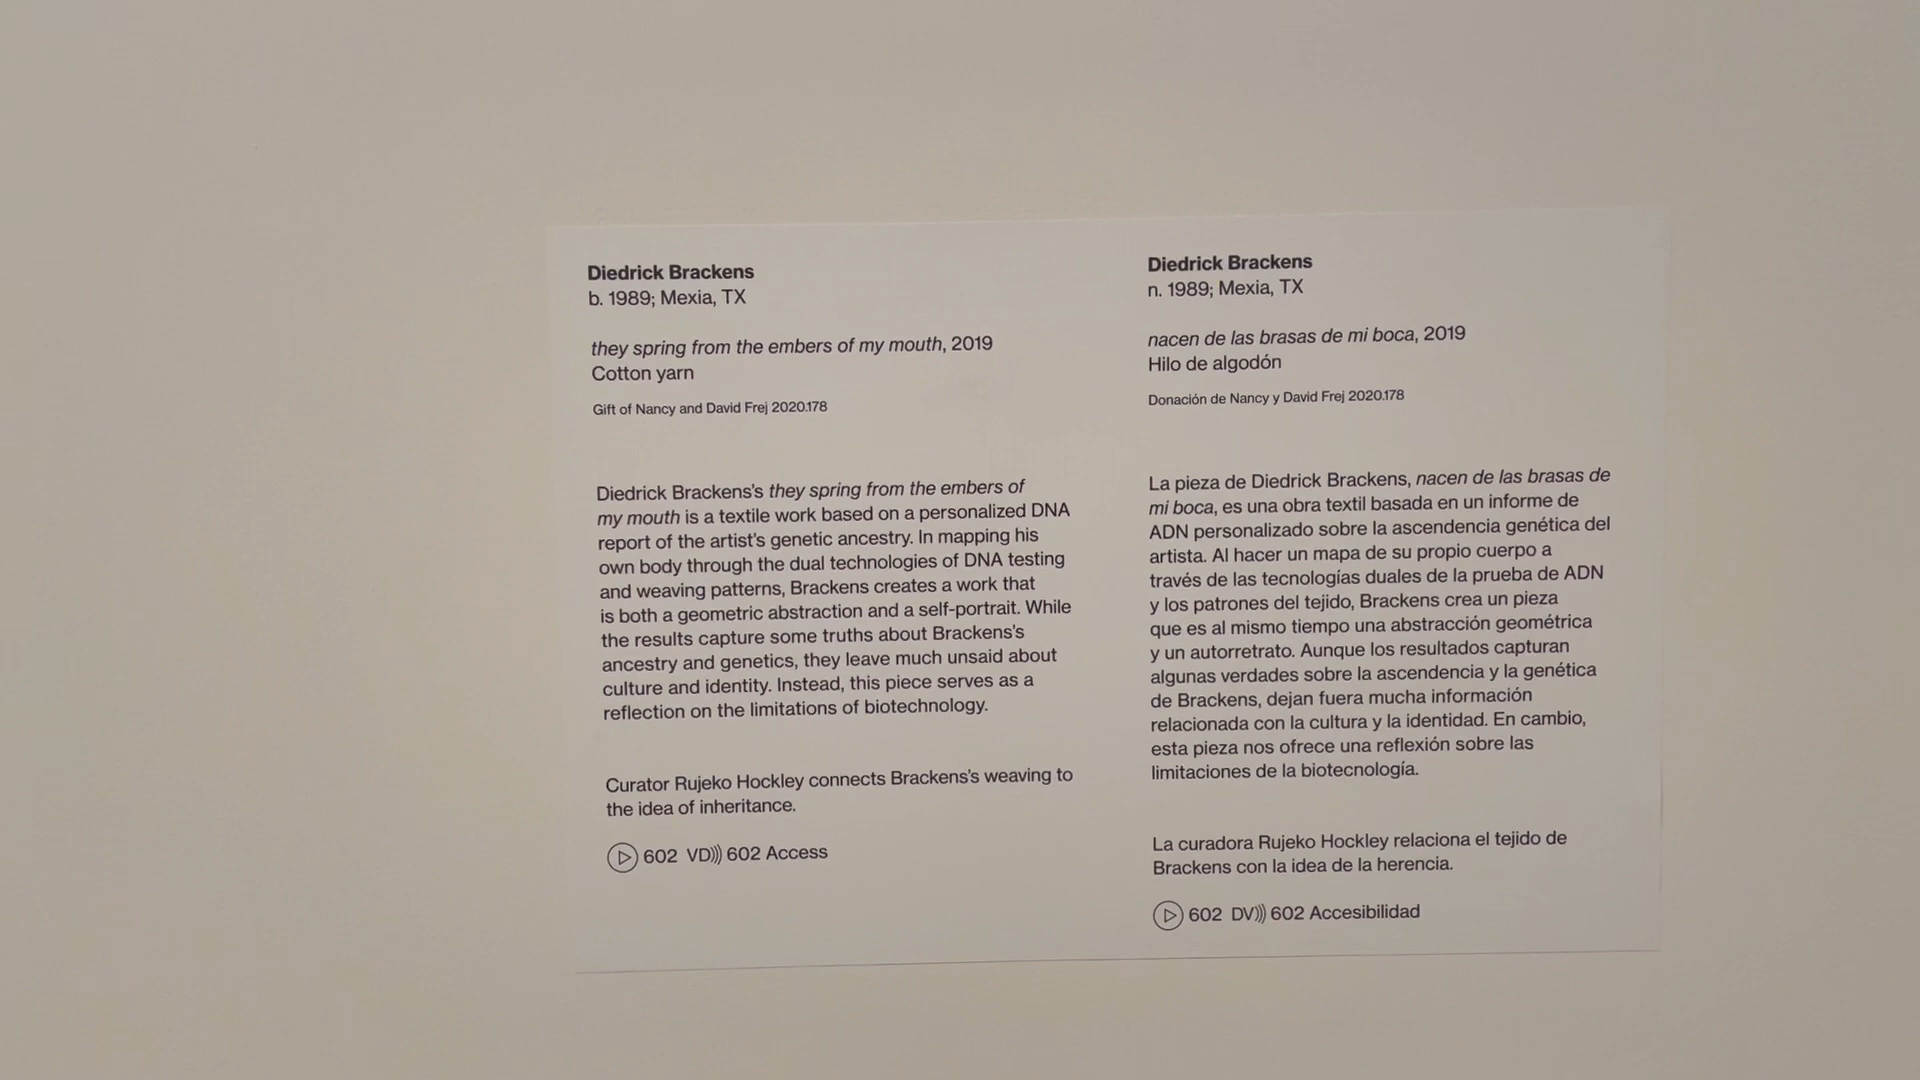 Diedrick Brackens
b. 1989; Mexia, TX
they spring from the embers of my mouth, 2019
Cotton yarn
Gift of Nancy and David Frej 2020.178
Diedrick Brackens's they spring from the embers of
my mouth is a textile work based on a personalized DNA
report of the artist's genetic ancestry. In mapping his
own body through the dual technologies of DNA testing
and weaving patterns, Brackens creates a work that
is both a geometric abstraction and a self-portrait. While
the results capture some truths about Brackens's
ancestry and genetics, they leave much unsaid about
culture and identity. Instead, this piece serves as a
reflection on the limitations of biotechnology.
Curator Rujeko Hockley connects Brackens's weaving to
the idea of inheritance.
602 VD))) 602 Access
Diedrick Brackens
n. 1989; Mexia, TX
nacen de las brasas de mi boca, 2019
Hilo de algodón
Donación de Nancy y David Frej 2020.178
La pieza de Diedrick Brackens, nacen de las brasas de
mi boca, es una obra textil basada en un informe de
ADN personalizado sobre la ascendencia genética del
artista. Al hacer un mapa de su propio cuerpo a
través de las tecnologías duales de la prueba de ADN
y los patrones del tejido, Brackens crea un pieza
que es al mismo tiempo una abstracción geométrica
y un autorretrato. Aunque los resultados capturan
algunas verdades sobre la ascendencia y la genética
de Brackens, dejan fuera mucha información
relacionada con la cultura y la identidad. En cambio,
esta pieza nos ofrece una reflexión sobre las
limitaciones de la biotecnología.
La curadora Rujeko Hockley relaciona el tejido de
Brackens con la idea de la herencia.
602 DV))) 602 Accesibilidad